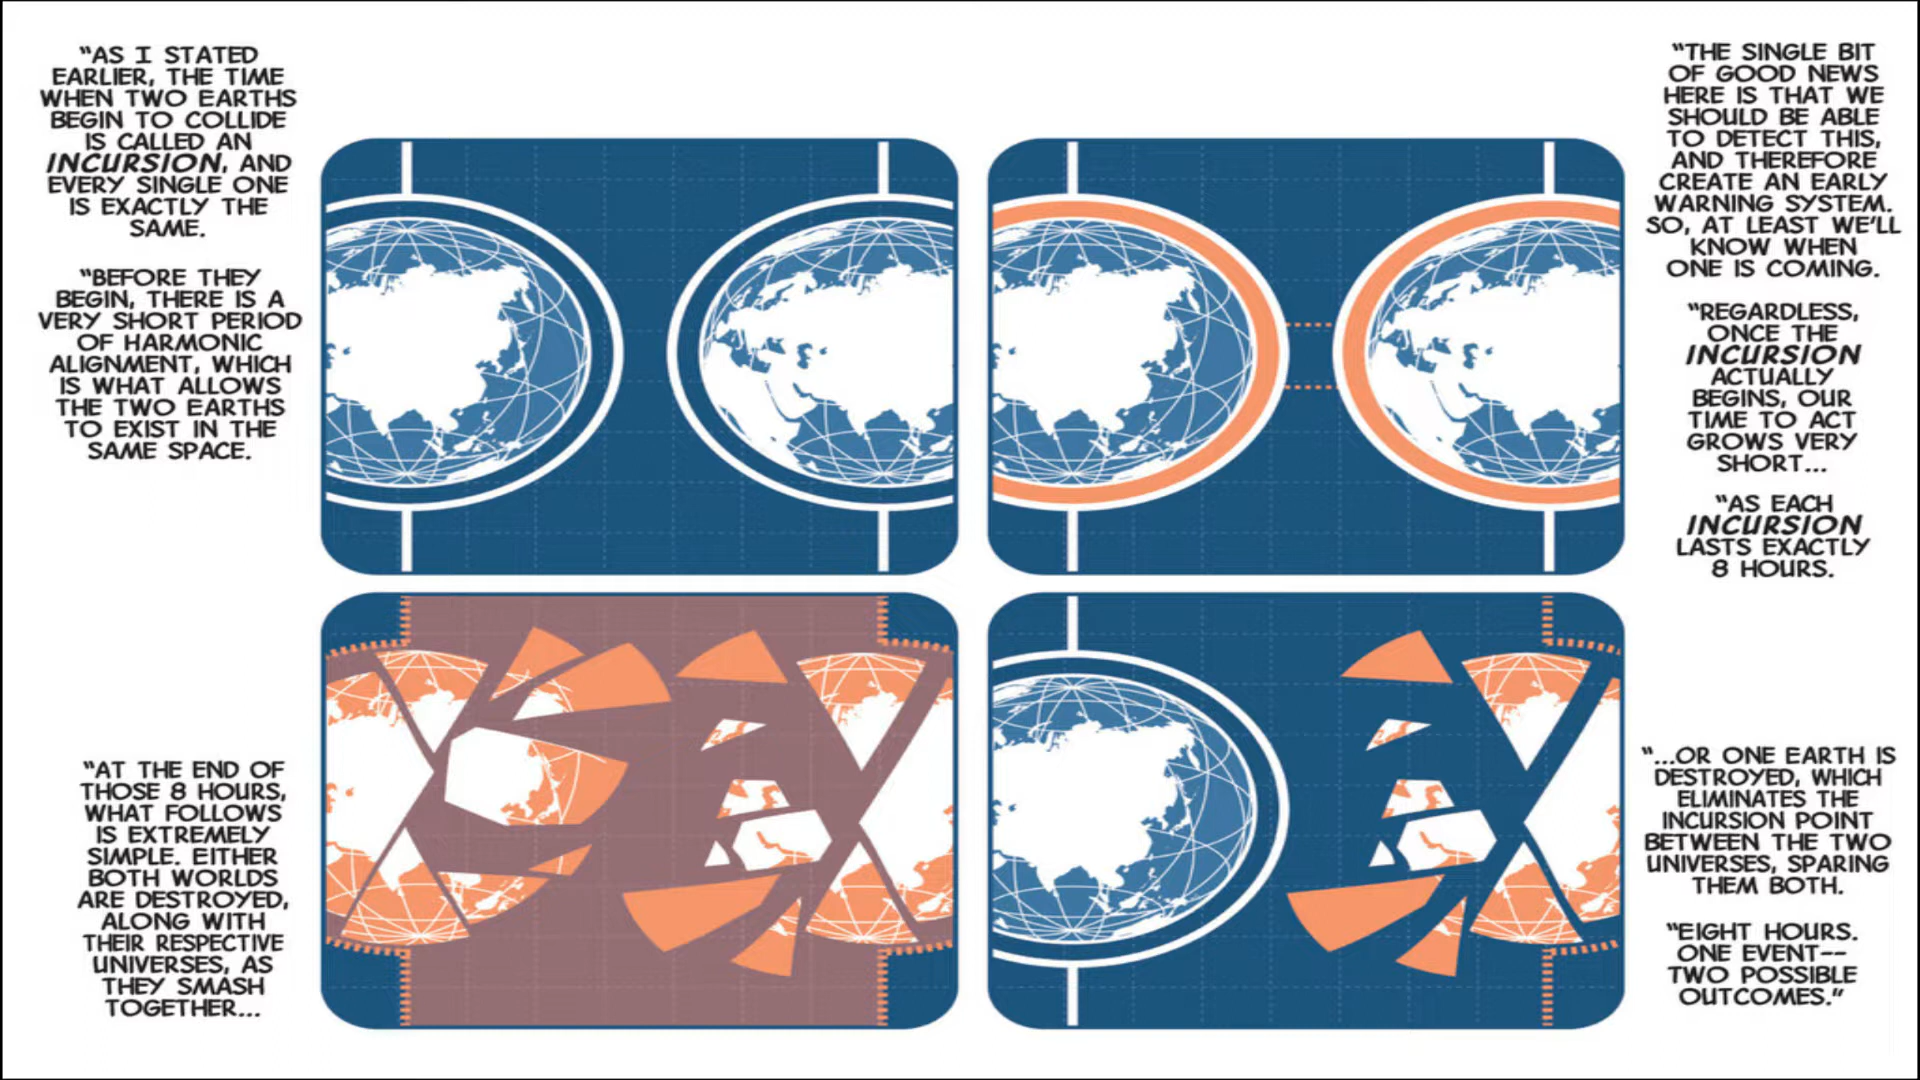 “AS I STATED
EARLIER, THE TIME
WHEN TWO EARTHS
BEGIN TO COLLIDE
IS CALLED AN
INCURSION, AND
EVERY SINGLE ONE
IS EXACTLY THE
SAME.
“BEFORE THEY
BEGIN, THERE IS A
VERY SHORT PERIOD
OF HARMONIC
ALIGNMENT, WHICH
IS WHAT ALLOWS
THE TWO EARTHS
TO EXIST IN THE
SAME SPACE.
“THE SINGLE BIT
OF GOOD NEWS
HERE IS THAT WE
SHOULD BE ABLE
TO DETECT THIS,
AND THEREFORE
CREATE AN EARLY
WARNING SYSTEM.
SO, AT LEAST WE’LL
KNOW WHEN
ONE IS COMING.
“REGARDLESS,
ONCE THE
INCURSION
ACTUALLY
BEGINS, OUR
TIME TO ACT
GROWS VERY
SHORT...
“AS EACH
INCURSION
LASTS EXACTLY
8 HOURS.
“AT THE END OF
THOSE 8 HOURS,
WHAT FOLLOWS
IS EXTREMELY
SIMPLE. EITHER
BOTH WORLDS
ARE DESTROYED,
ALONG WITH
THEIR RESPECTIVE
UNIVERSES, AS
THEY SMASH
TOGETHER...
“...OR ONE EARTH IS
DESTROYED, WHICH
ELIMINATES THE
INCURSION POINT
BETWEEN THE TWO
UNIVERSES, SPARING
THEM BOTH.
“EIGHT HOURS.
ONE EVENT--
TWO POSSIBLE
OUTCOMES.”